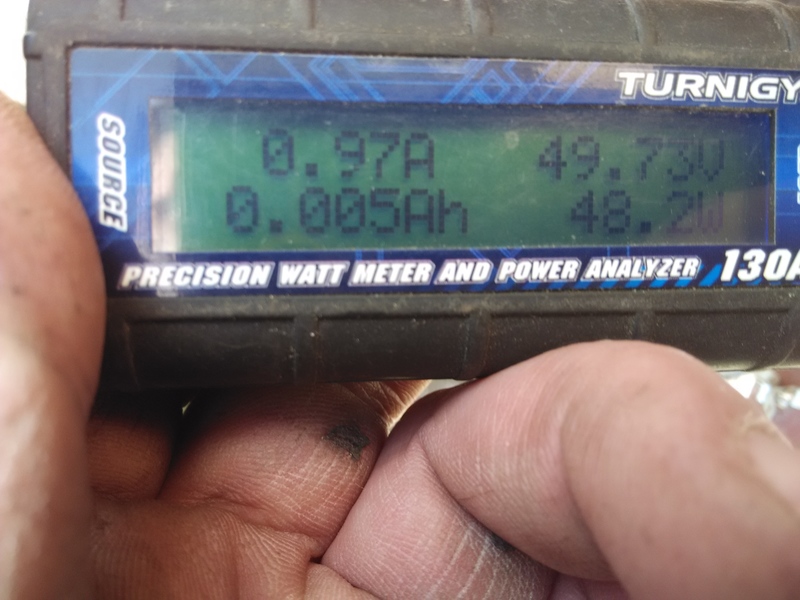 TURNIGY
SOURCE
0.97A 49.73V
0.005Ah 48.2W
PRECISION WATT METER AND POWER ANALYZER 130A